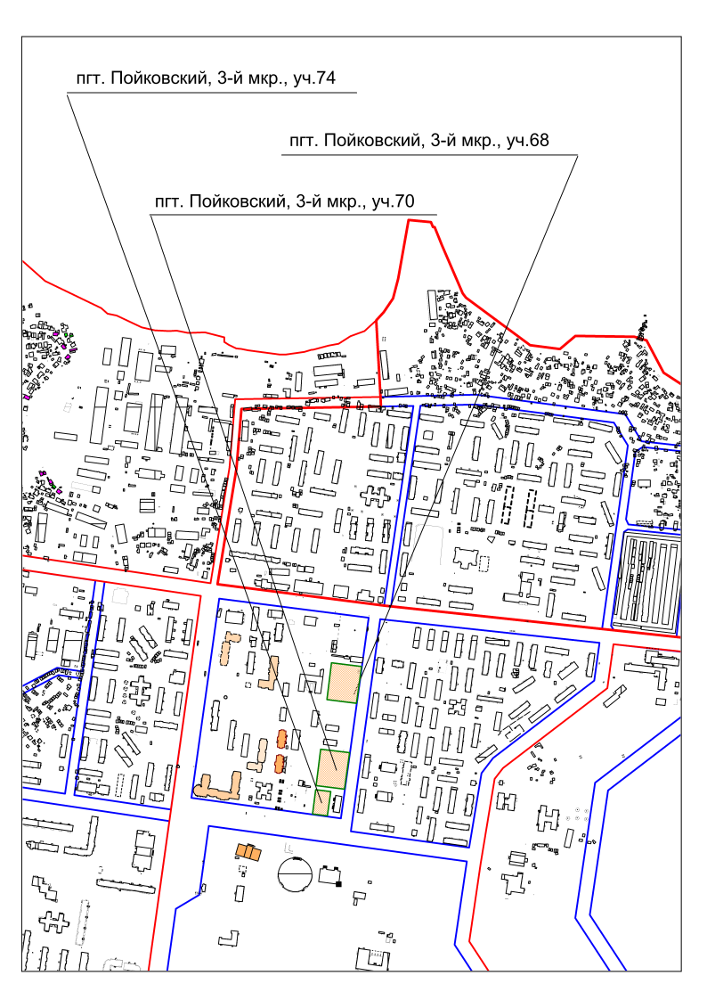 пгт. Пойковский, 3-й мкр., уч.74
пгт. Пойковский, 3-й мкр., уч.68
пгт. Пойковский, 3-й мкр., уч.70